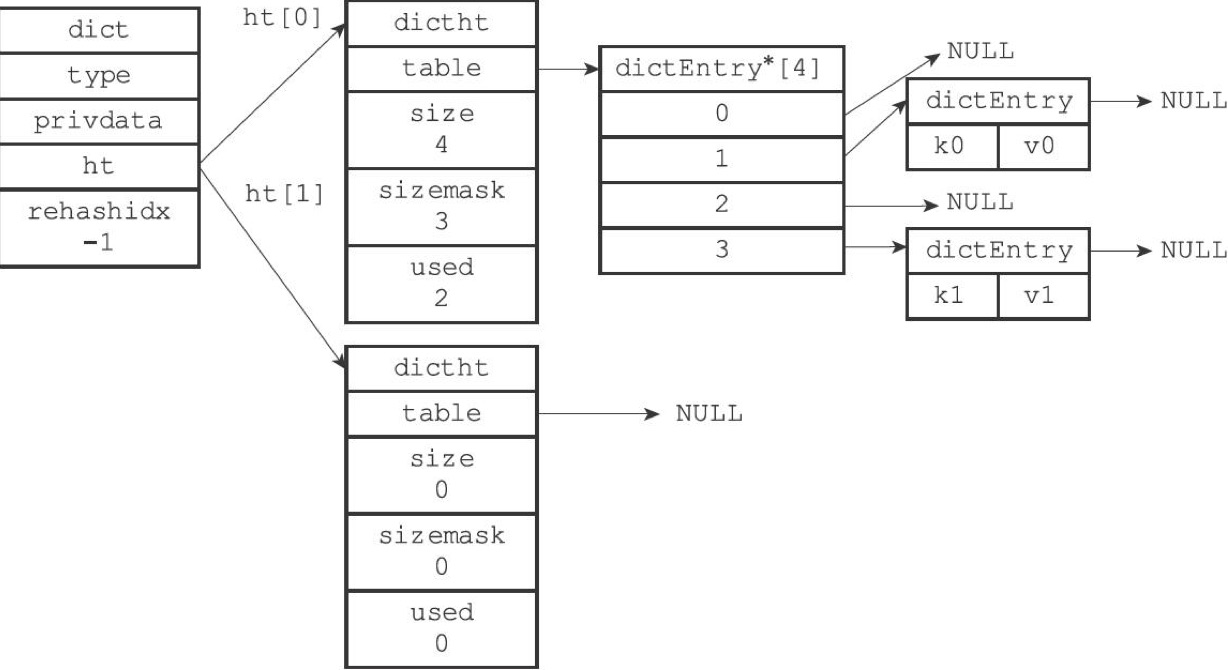 dict
type
privdata
ht
rehashidx
-1
ht[0]
ht[1]
dictht
table
size
4
sizemask
3
used
2
dictEntry*[4]
0
1
2
3
NULL
dictEntry
NULL
k0 v0
NULL
dictEntry
NULL
k1 v1
dictht
table
NULL
size
0
sizemask
0
used
0